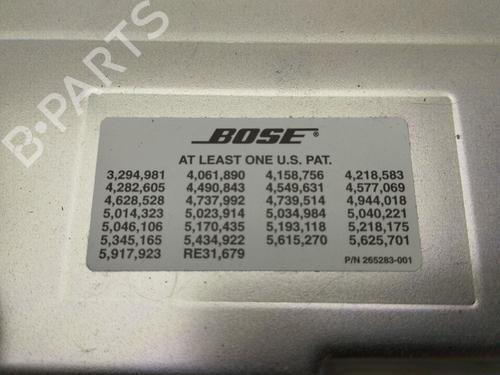 B-PARTS
BOSE®
AT LEAST ONE U.S. PAT.
3,294,981 4,061,890 4,158,756 4,218,583
4,282,605 4,490,843 4,549,631 4,577,069
4,628,528 4,737,992 4,739,514 4,944,018
5,014,323 5,023,914 5,034,984 5,040,221
5,046,106 5,170,435 5,193,118 5,218,175
5,345,165 5,434,922 5,615,270 5,625,701
5,917,923 RE31,679 P/N 265283-001